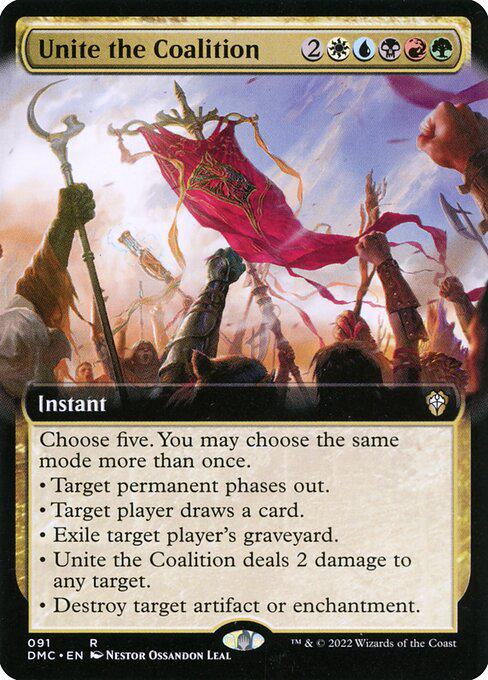 Unite the Coalition 2
Instant
Choose five. You may choose the same
mode more than once.
• Target permanent phases out.
• Target player draws a card.
• Exile target player's graveyard.
• Unite the Coalition deals 2 damage to
any target.
• Destroy target artifact or enchantment.
091 R
DMC • EN Nestor Ossandon Leal
™ & © 2022 Wizards of the Coast